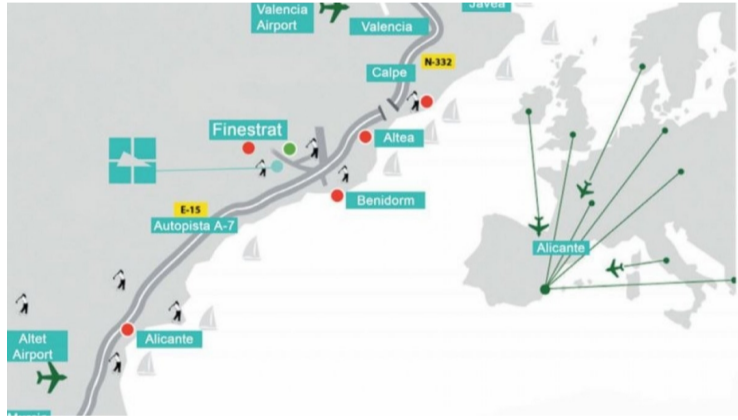 Valencia
Airport
Valencia
Javea
N-332
Calpe
Finestrat
Altea
Benidorm
E-15
Autopista A-7
Alicante
Alicante
Altet
Airport